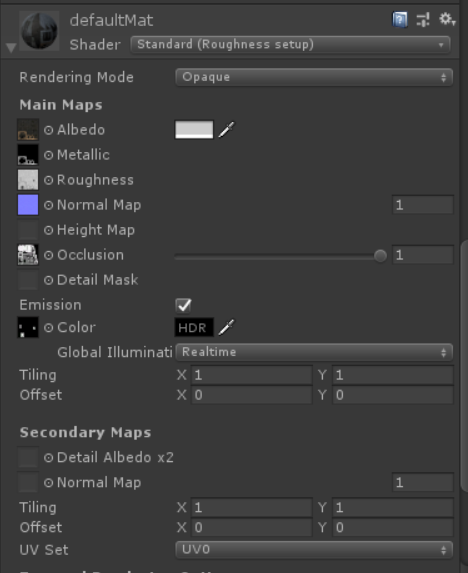 defaultMat
Shader Standard (Roughness setup)
Rendering Mode Opaque
Main Maps
Albedo
Metallic
Roughness
Normal Map 1
Height Map
Occlusion 1
Detail Mask
Emission
Color HDR
Global Illuminati Realtime
Tiling X 1 Y 1
Offset X 0 Y 0
Secondary Maps
Detail Albedo x2
Normal Map 1
Tiling X 1 Y 1
Offset X 0 Y 0
UV Set UV0